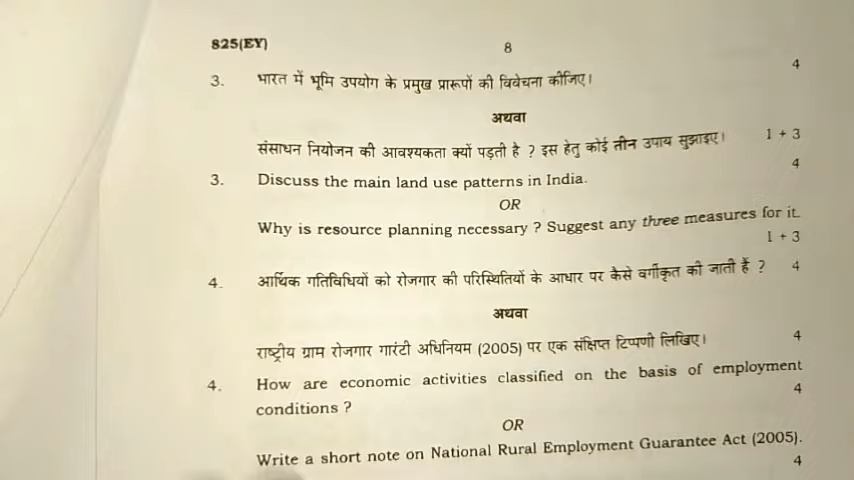 825(EY)
8
3. भारत में भूमि उपयोग के प्रमुख प्रारूपों की विवेचना कीजिए। 4
अथवा
संसाधन नियोजन की आवश्यकता क्यों पड़ती है ? इस हेतु कोई तीन उपाय सुझाइए। 1 + 3
3. Discuss the main land use patterns in India. 4
OR
Why is resource planning necessary ? Suggest any three measures for it.
1 + 3
4. आर्थिक गतिविधियों को रोजगार की परिस्थितियों के आधार पर कैसे वर्गीकृत की जाती हैं ? 4
अथवा
राष्ट्रीय ग्राम रोजगार गारंटी अधिनियम (2005) पर एक संक्षिप्त टिप्पणी लिखिए। 4
4. How are economic activities classified on the basis of employment
conditions ? 4
OR
Write a short note on National Rural Employment Guarantee Act (2005).
4